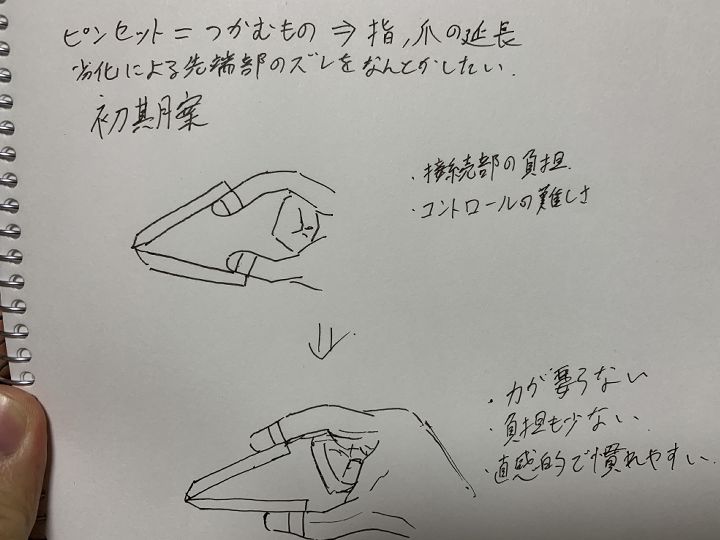 ピンセット = つかむもの ⇒ 指,爪の延長
劣化による先端部のズレをなんとかしたい.
初期案
・接続部の負担
・コントロールの難しさ
・力が要らない
・負担も少ない.
・直感的で慣れやすい.